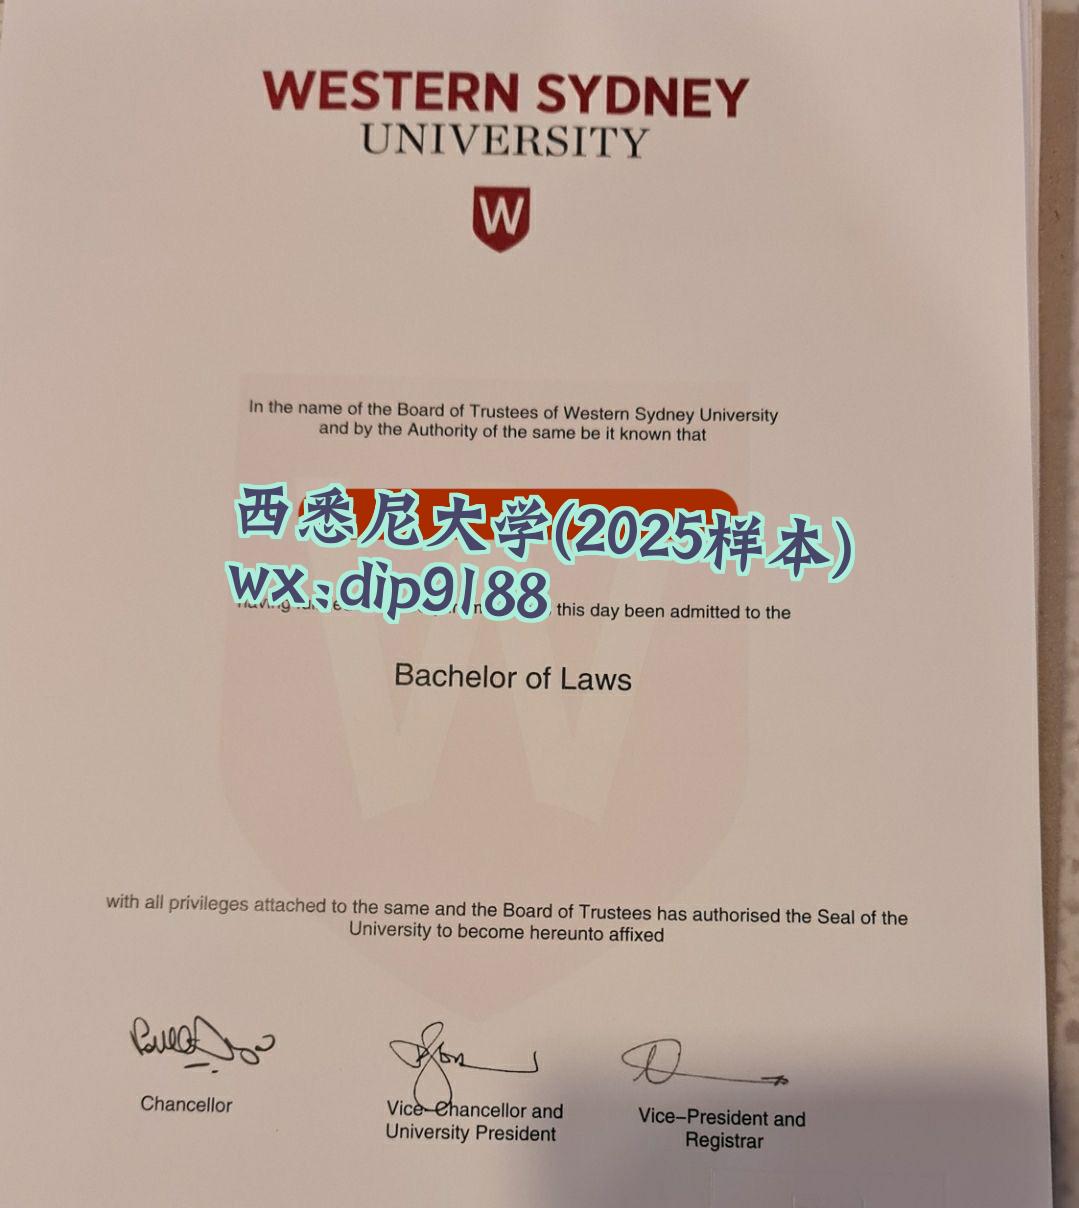 WESTERN SYDNEY
UNIVERSITY
W
In the name of the Board of Trustees of Western Sydney University
and by the Authority of the same be it known that
西悉尼大学(2025样本)
wx:dip9188
this day been admitted to the
Bachelor of Laws
with all privileges attached to the same and the Board of Trustees has authorised the Seal of the
University to become hereunto affixed
Chancellor
Vice-Chancellor and
University President
Vice-President and
Registrar